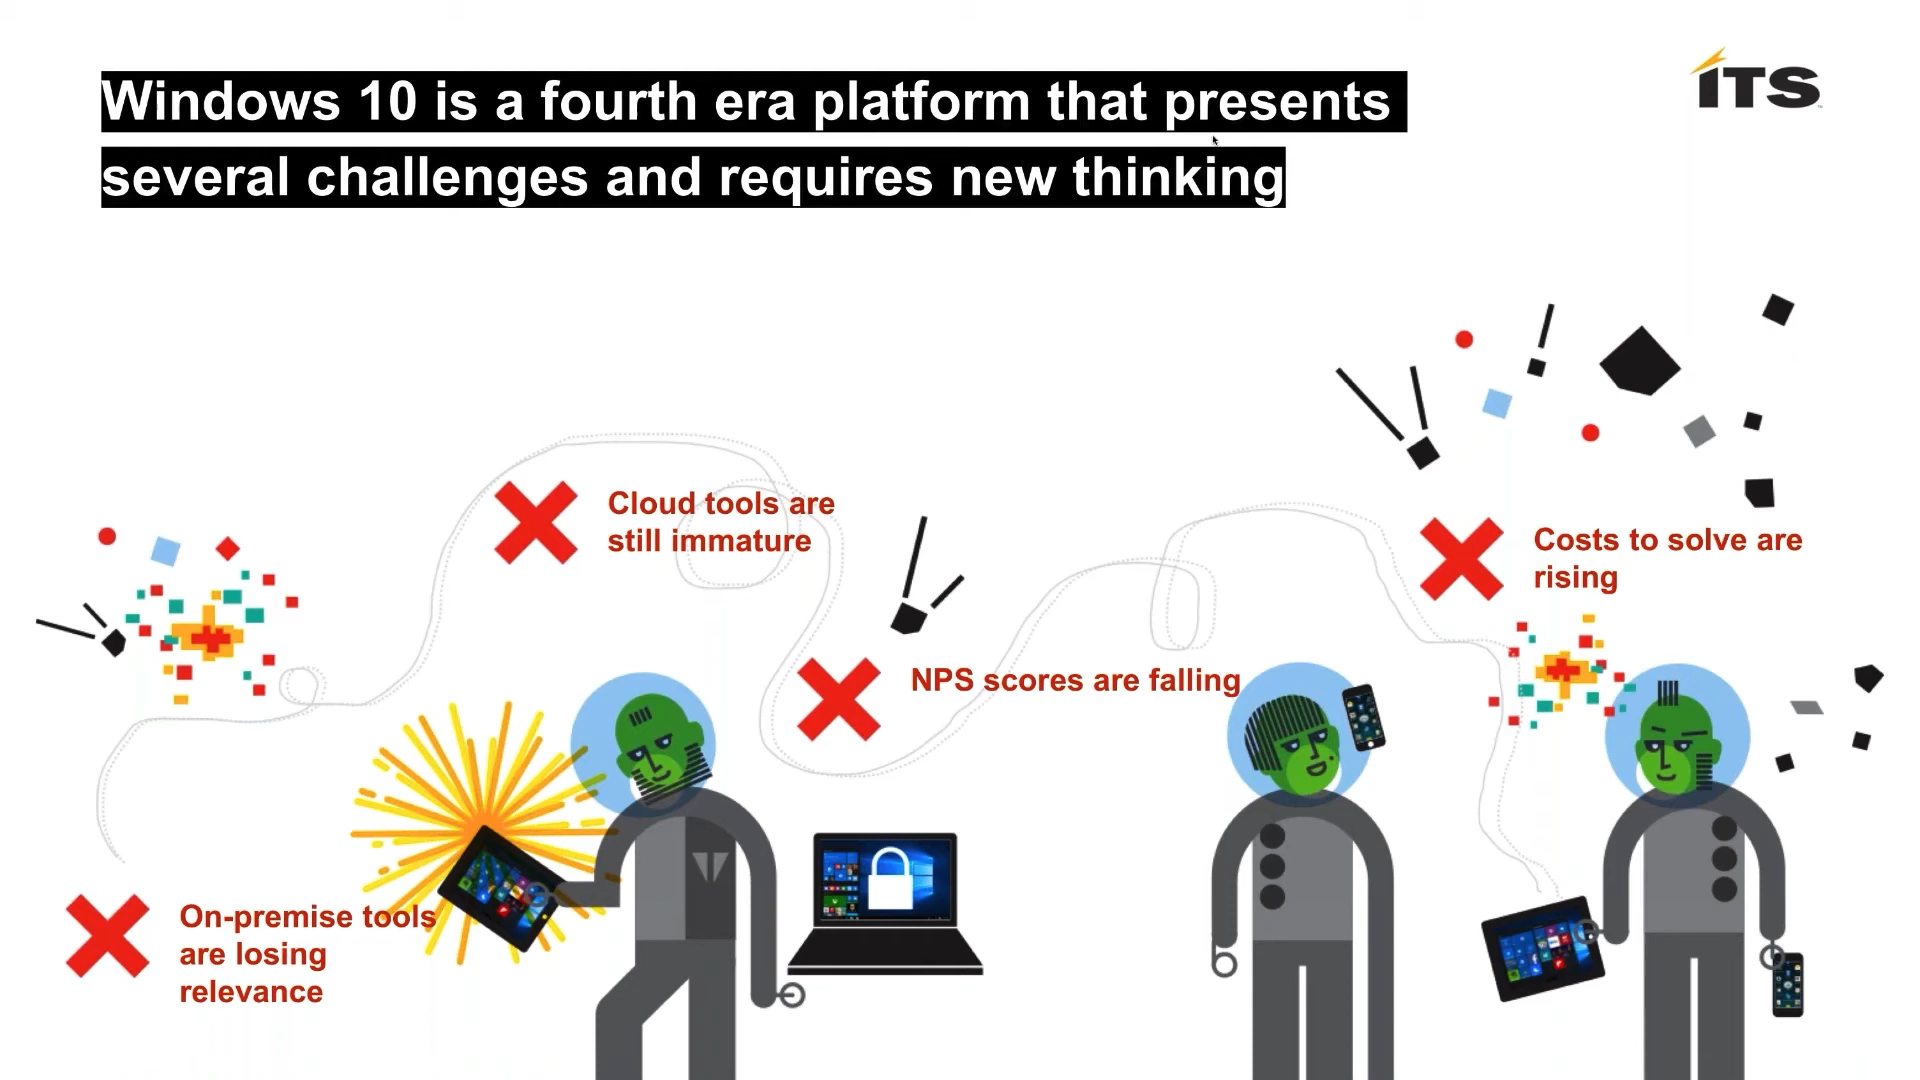 Windows 10 is a fourth era platform that presents
several challenges and requires new thinking
ITS
Cloud tools are
still immature
Costs to solve are
rising
NPS scores are falling
On-premise tools
are losing
relevance